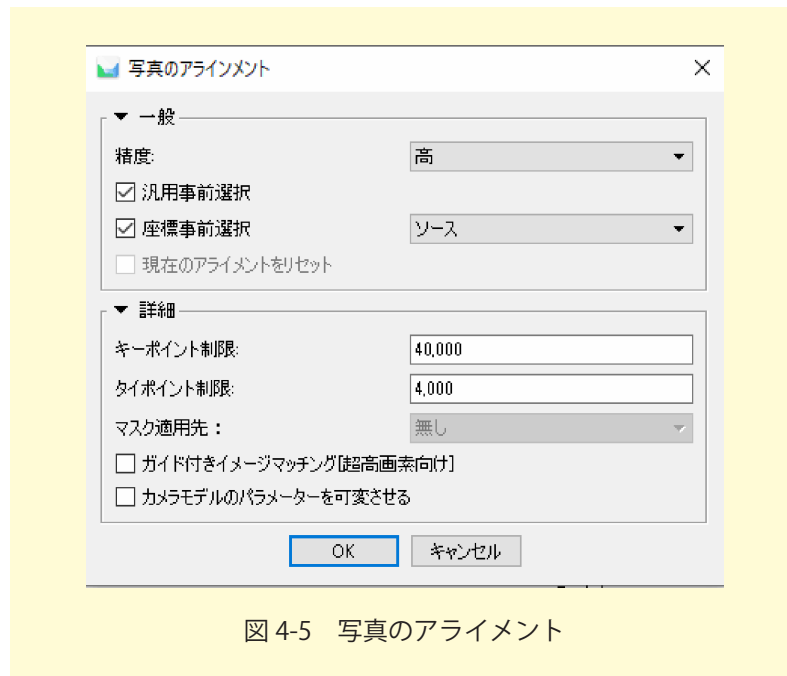 写真のアラインメント
一般
精度: 高
汎用事前選択
座標事前選択 ソース
現在のアライメントをリセット
詳細
キーポイント制限: 40,000
タイポイント制限: 4,000
マスク適用先： 無し
ガイド付きイメージマッチング[超高画素向け]
カメラモデルのパラメーターを可変させる
OK キャンセル
図 4-5 写真のアライメント